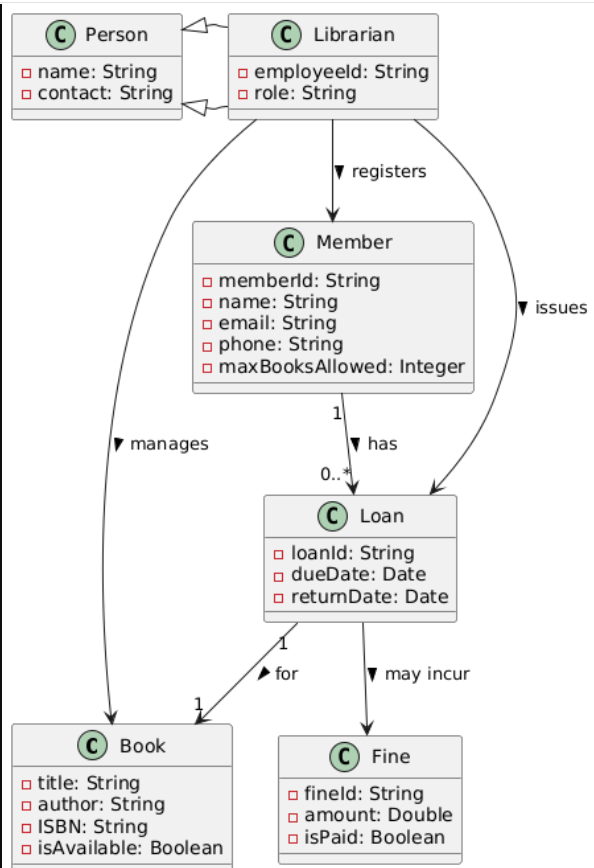 C Person
name: String
contact: String
C Librarian
employeeId: String
role: String
registers
C Member
memberId: String
name: String
email: String
phone: String
maxBooksAllowed: Integer
issues
manages
1
has
0..*
C Loan
loanId: String
dueDate: Date
returnDate: Date
1
for
may incur
1
C Book
title: String
author: String
ISBN: String
isAvailable: Boolean
C Fine
fineId: String
amount: Double
isPaid: Boolean